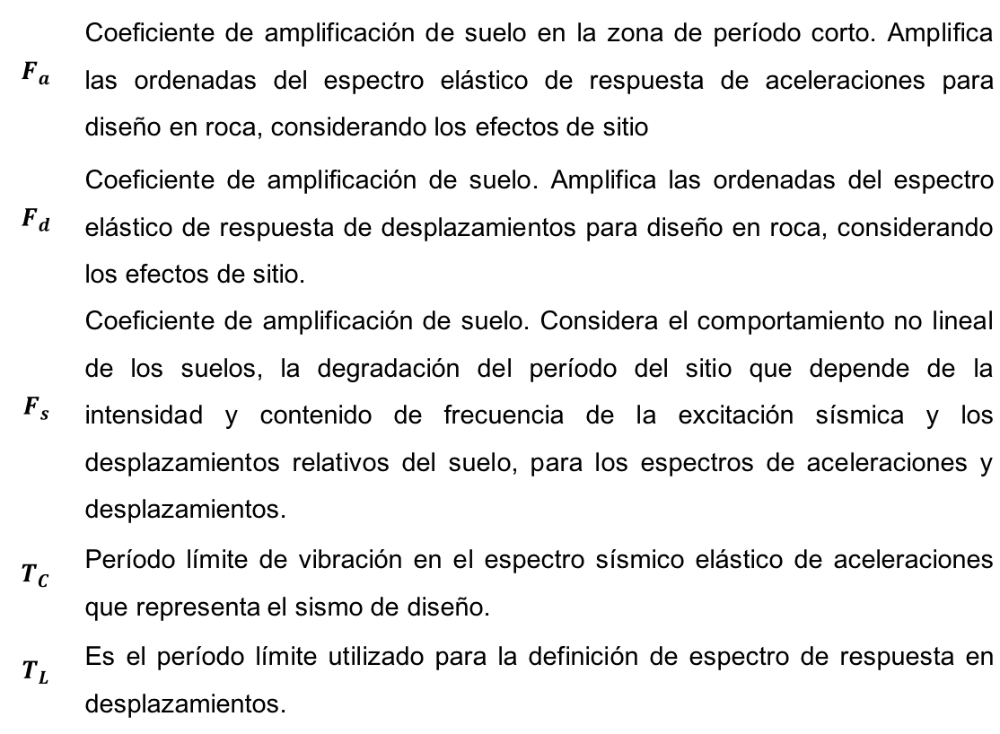 Coeficiente de amplificación de suelo en la zona de período corto. Amplifica
F_a las ordenadas del espectro elástico de respuesta de aceleraciones para
diseño en roca, considerando los efectos de sitio
Coeficiente de amplificación de suelo. Amplifica las ordenadas del espectro
F_d elástico de respuesta de desplazamientos para diseño en roca, considerando
los efectos de sitio.
Coeficiente de amplificación de suelo. Considera el comportamiento no lineal
de los suelos, la degradación del período del sitio que depende de la
F_s intensidad y contenido de frecuencia de la excitación sísmica y los
desplazamientos relativos del suelo, para los espectros de aceleraciones y
desplazamientos.
T_C Período límite de vibración en el espectro sísmico elástico de aceleraciones
que representa el sismo de diseño.
T_L Es el período límite utilizado para la definición de espectro de respuesta en
desplazamientos.